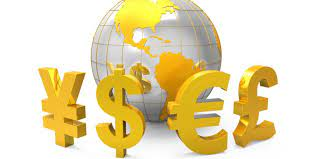 ¥ $ € £